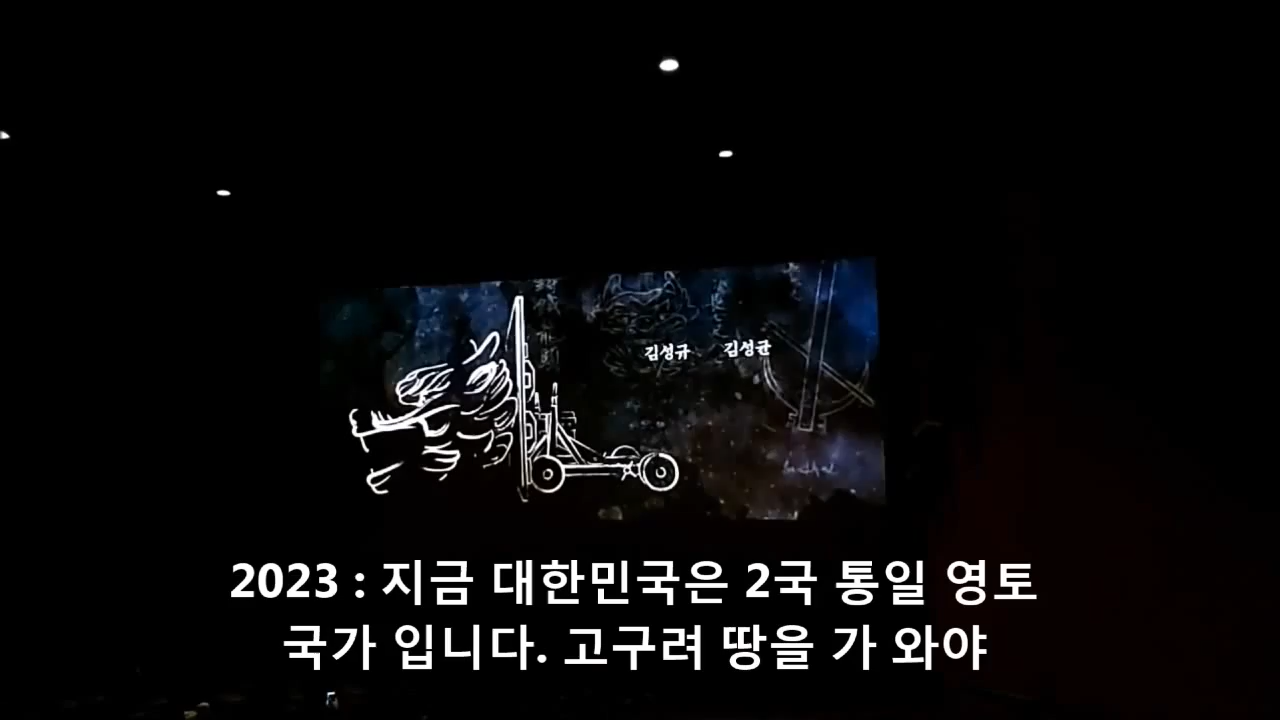 김성규 김성균
2023 : 지금 대한민국은 2국 통일 영토
국가 입니다. 고구려 땅을 가 와야